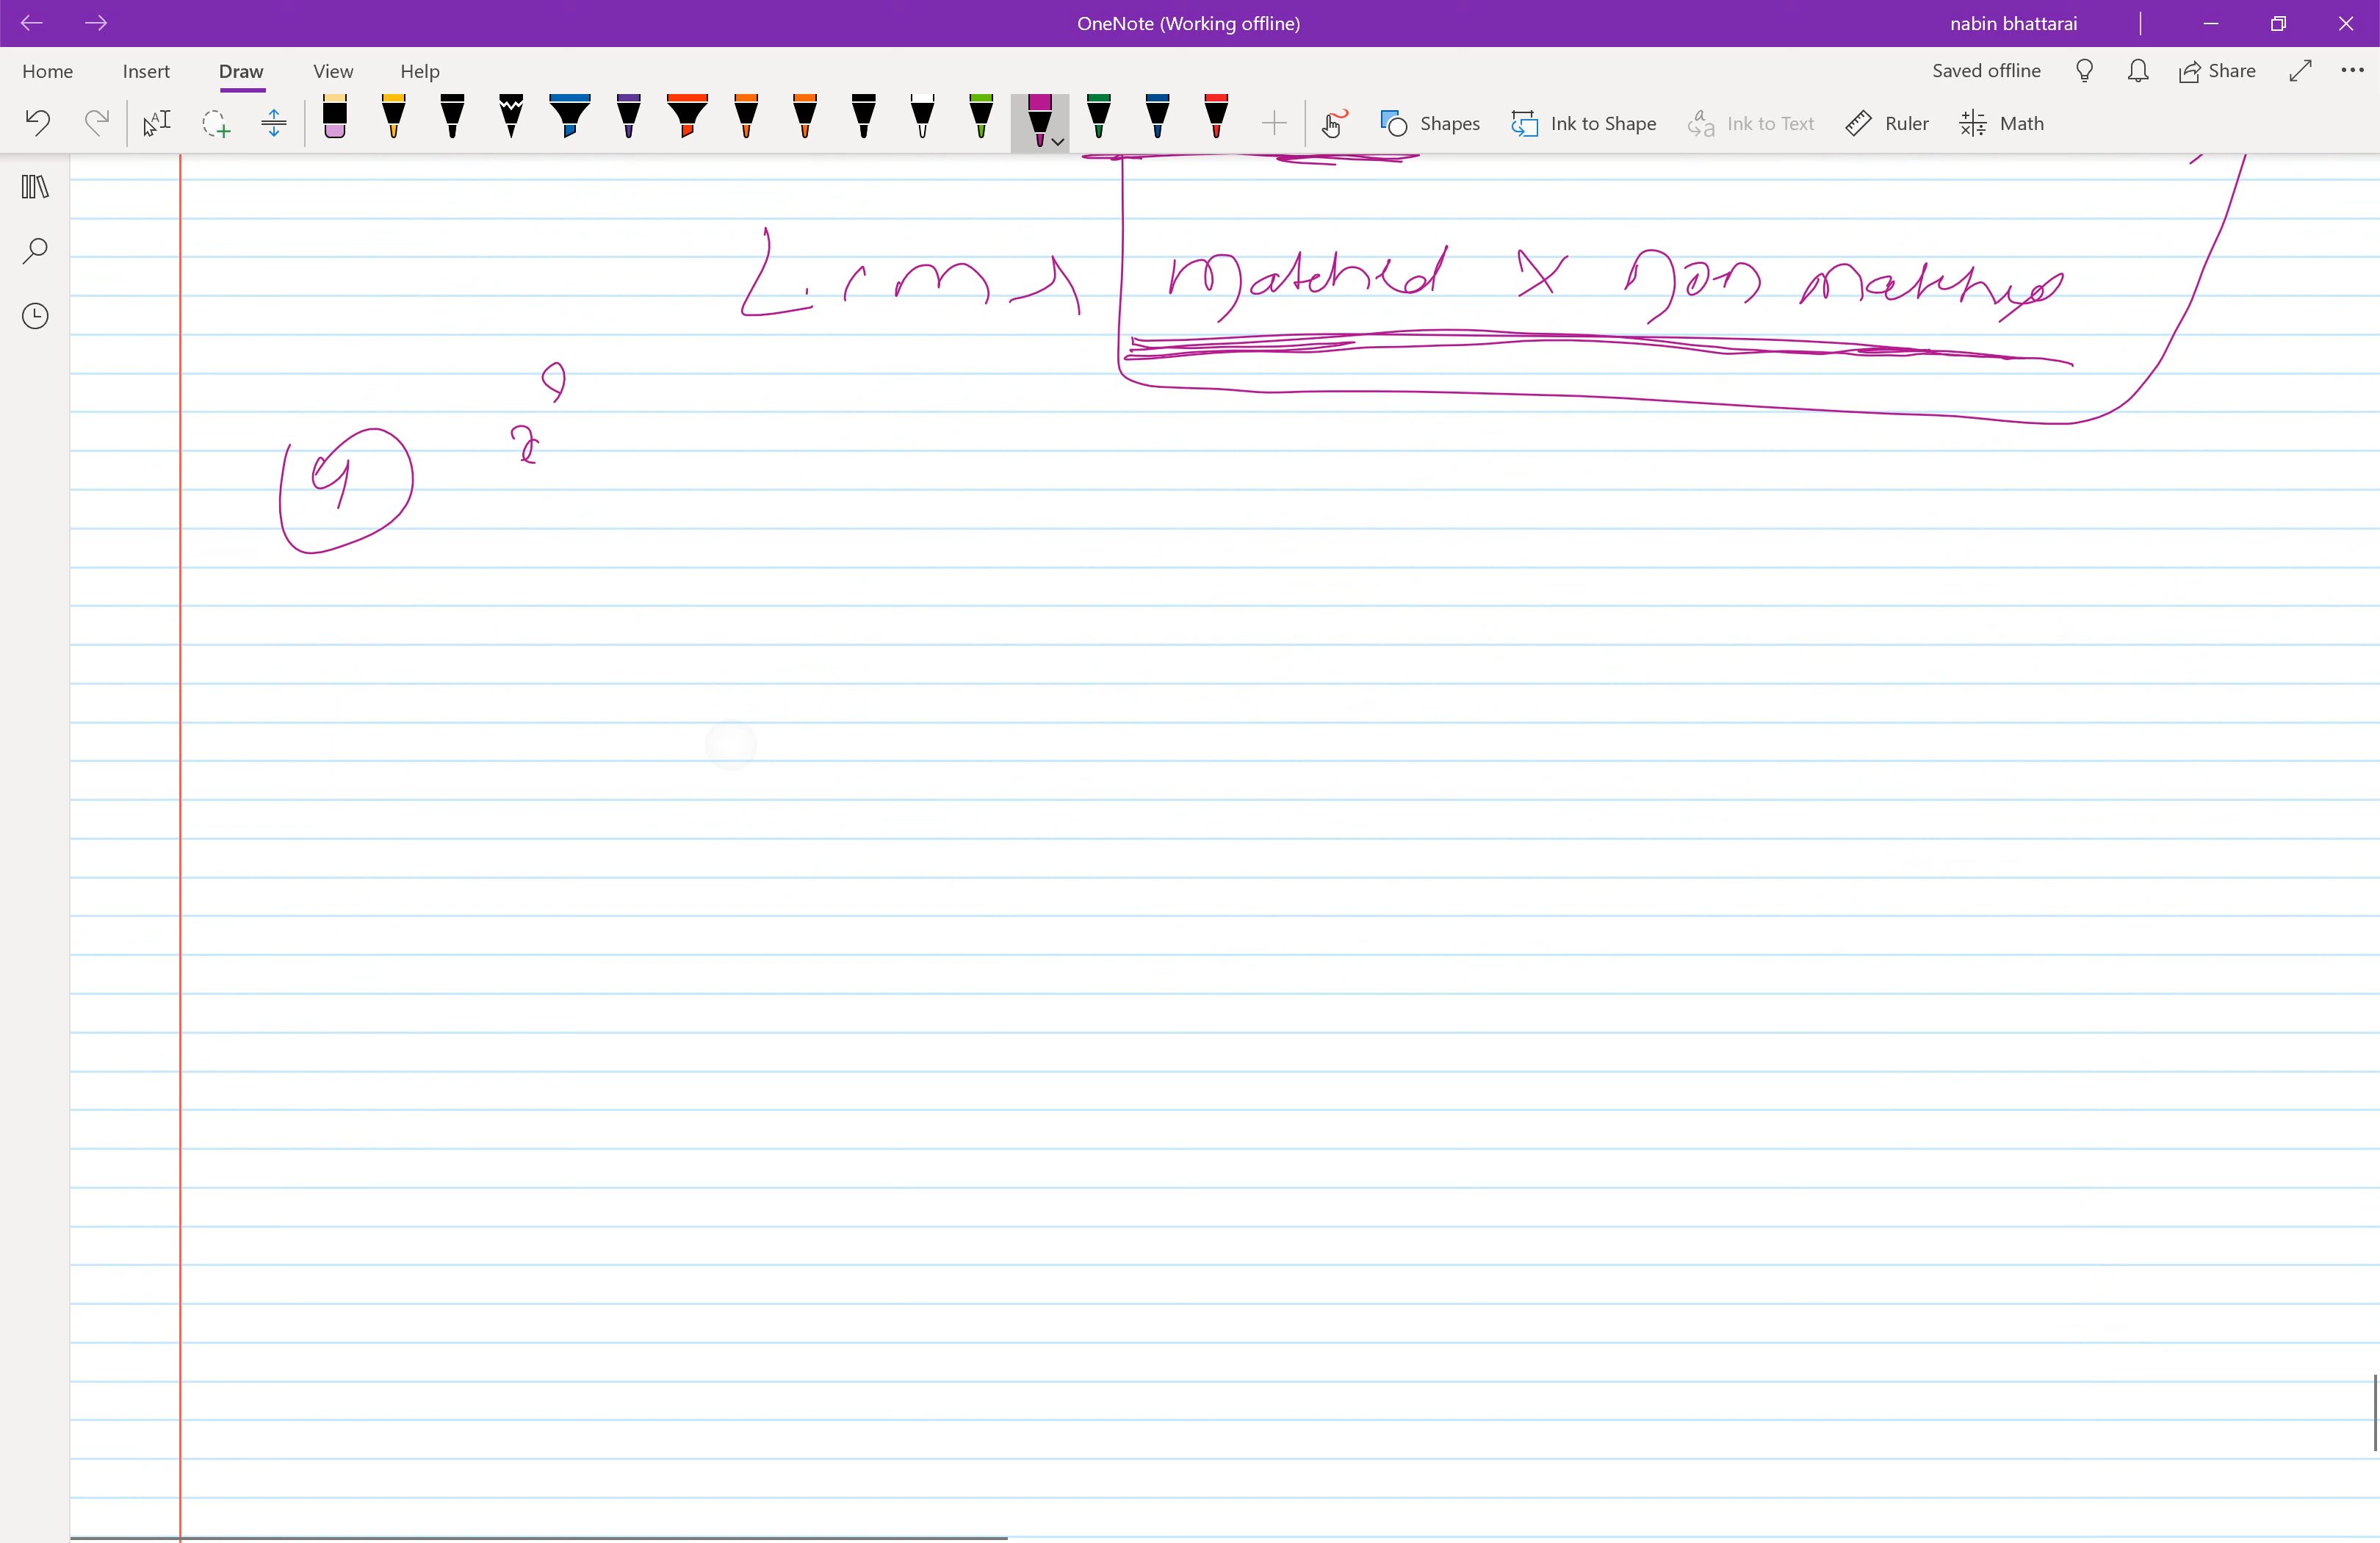 OneNote (Working offline) nabin bhattarai
Home Insert Draw View Help Saved offline Share
Shapes Ink to Shape Ink to Text Ruler Math
L.C.M = Matched x non matched